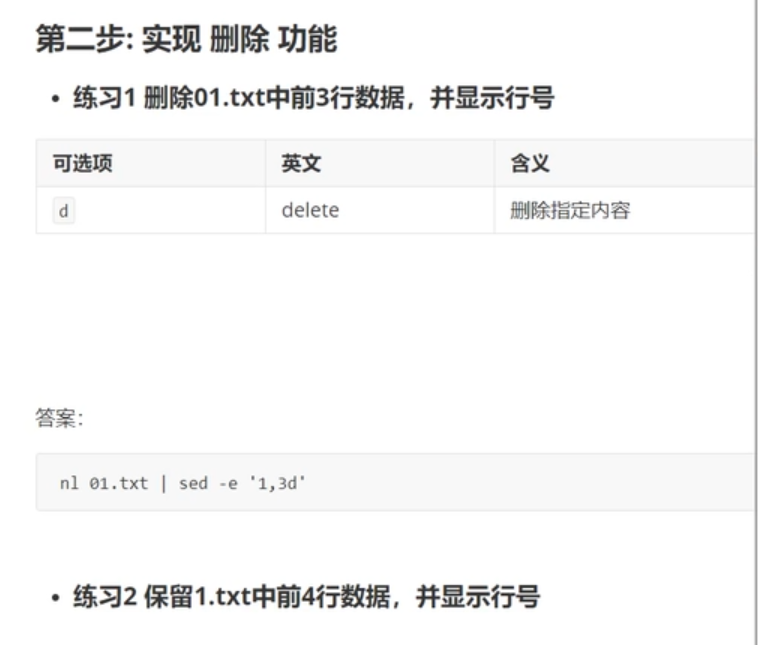 第二步: 实现 删除 功能
• 练习1 删除01.txt中前3行数据，并显示行号
可选项 英文 含义
d delete 删除指定内容
答案：
nl 01.txt | sed -e '1,3d'
• 练习2 保留1.txt中前4行数据，并显示行号